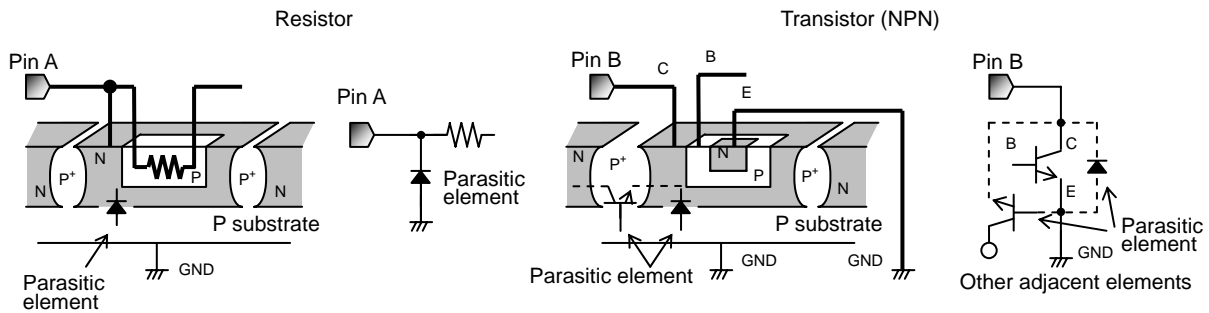 Resistor
Pin A
N
N
P+
P
P+
N
P substrate
GND
Parasitic
element
Pin A
Parasitic
element
Transistor (NPN)
Pin B
C
B
E
N
N
P+
N
P
P+
N
P substrate
GND
GND
Parasitic element
Pin B
B
C
E
GND
Parasitic
element
Other adjacent elements